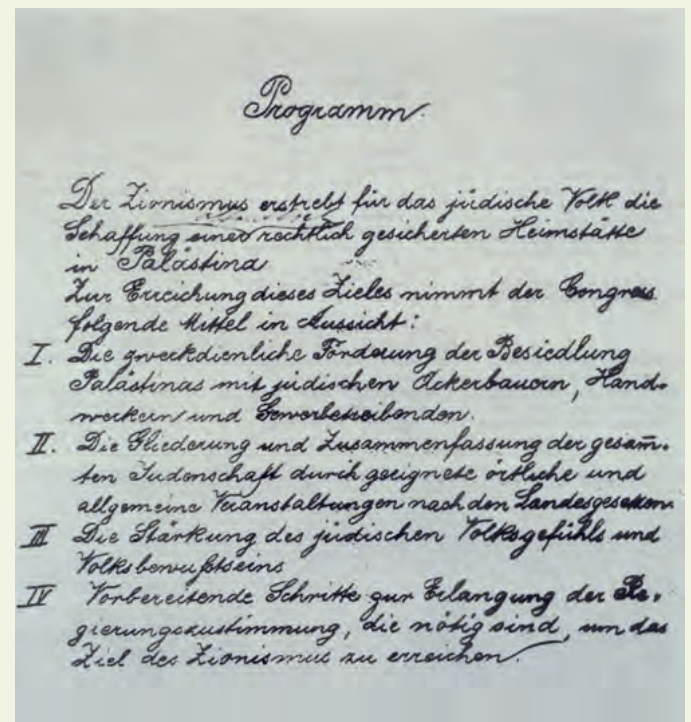 Programm.
Der Zionismus erstrebt für das jüdische Volk die
Schaffung einer rechtlich gesicherten Heimstätte
in Palästina
Zur Erreichung dieses Zieles nimmt der Congress
folgende Mittel in Aussicht:
I. Die zweckdienliche Förderung der Besiedlung
Palästinas mit jüdischen Ackerbauern, Hand-
werkern und Gewerbetreibenden.
II. Die Gliederung und Zusammenfassung der gesam̄-
ten Judenschaft durch geeignete örtliche und
allgemeine Veranstaltungen nach den Landesgesetzen.
III Die Stärkung des jüdischen Volksgefühls und
Volksbewußtseins
IV Vorbereitende Schritte zur Erlangung der Re-
gierungszustimmung, die nötig sind, um das
Ziel des Zionismus zu erreichen.